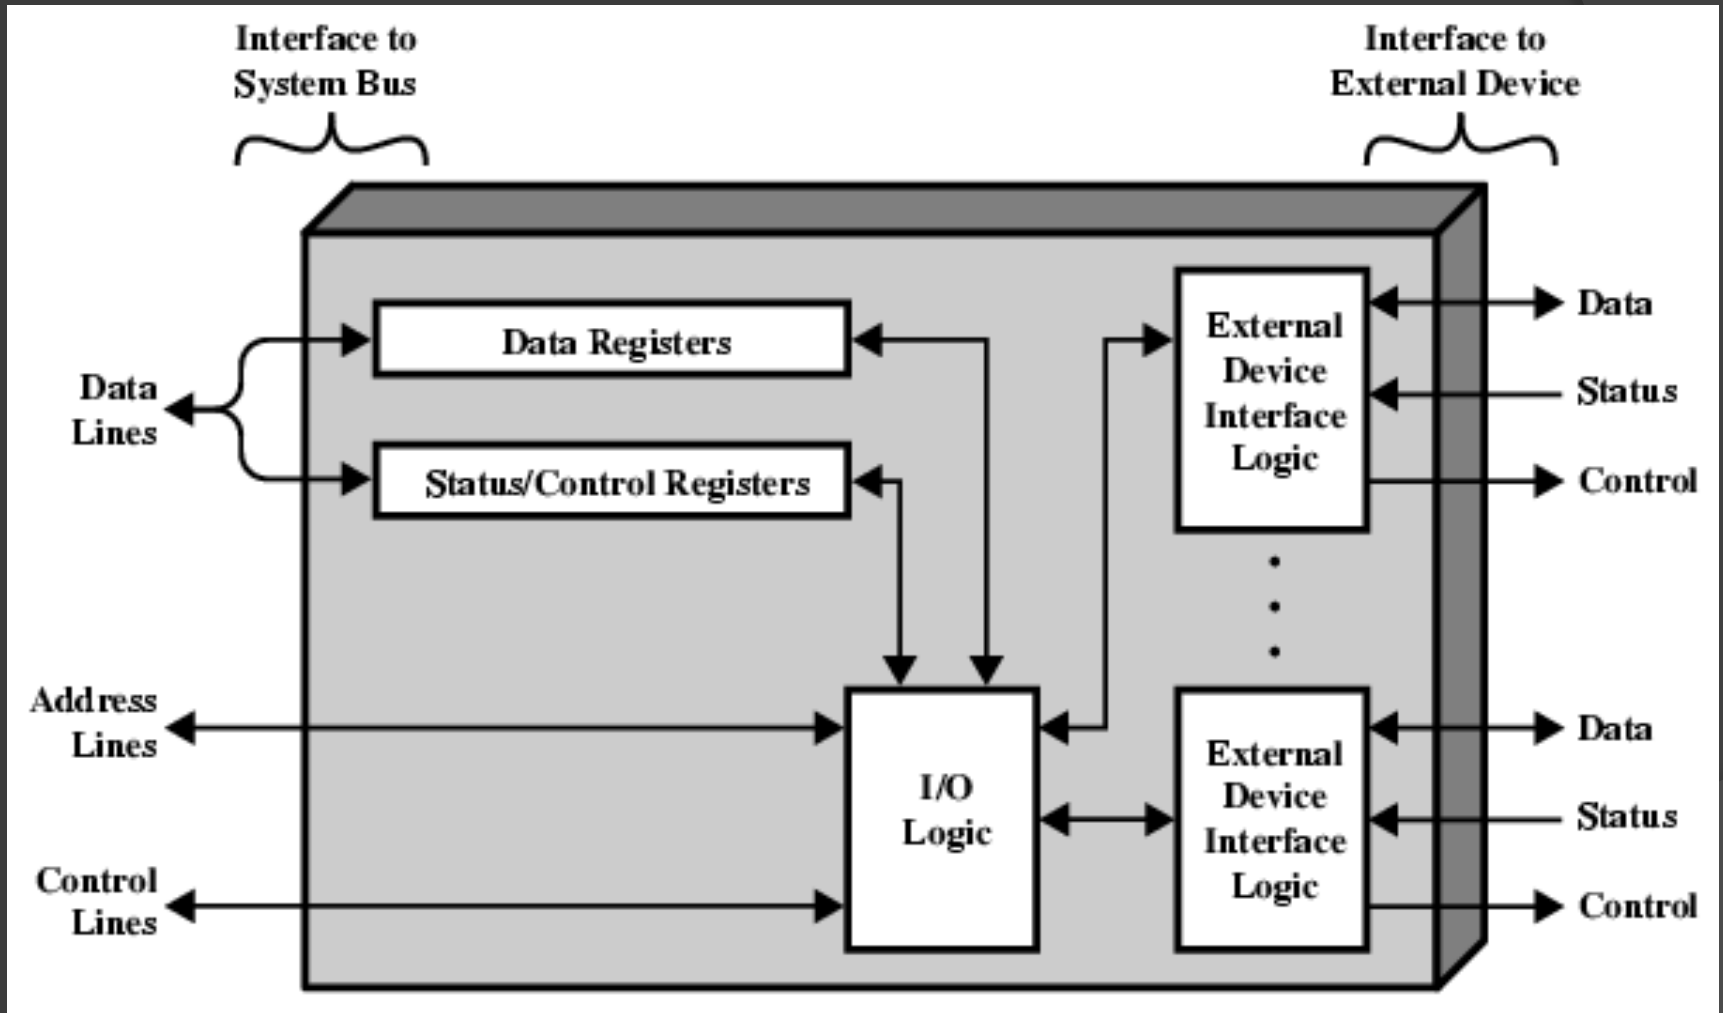 Interface to
System Bus
Interface to
External Device
Data Registers
Status/Control Registers
Data
Lines
Address
Lines
Control
Lines
I/O
Logic
External
Device
Interface
Logic
Data
Status
Control
External
Device
Interface
Logic
Data
Status
Control